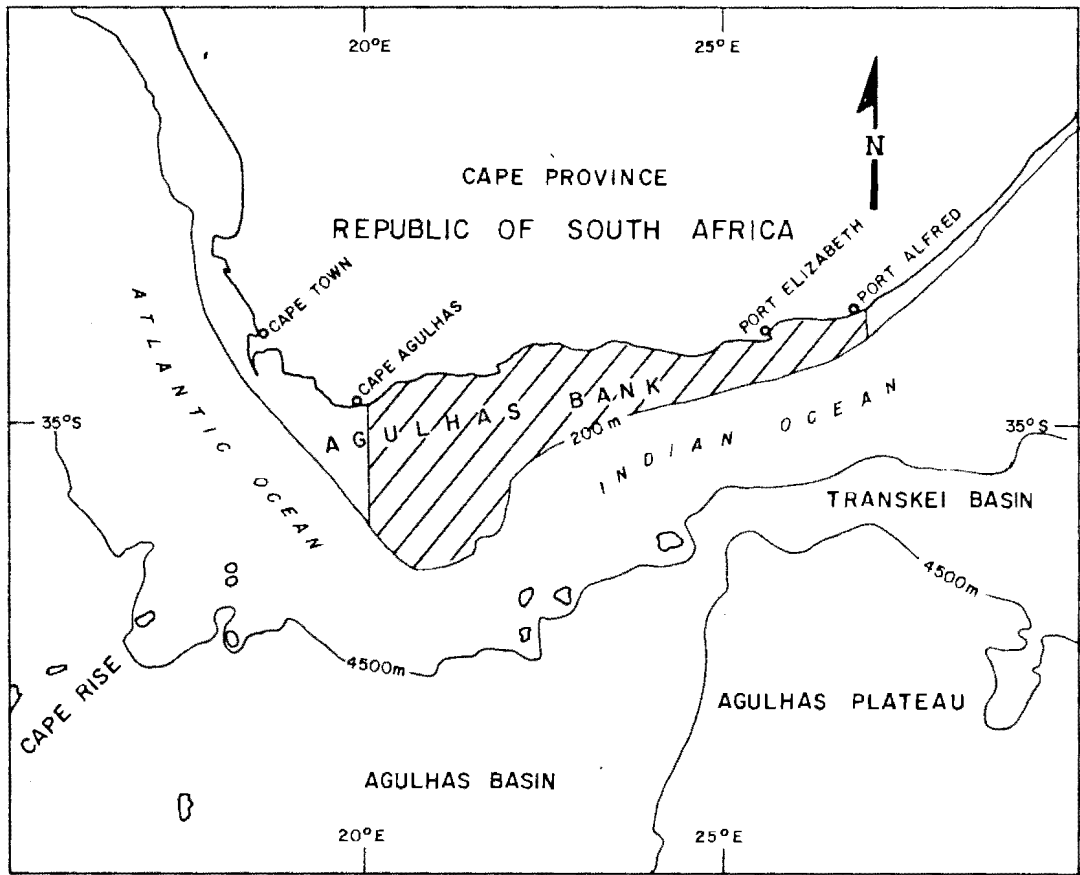 20°E
25°E
N
CAPE PROVINCE
REPUBLIC OF SOUTH AFRICA
CAPE TOWN
CAPE AGULHAS
PORT ELIZABETH
PORT ALFRED
ATLANTIC OCEAN
35°S
AGULHAS BANK
200 m
INDIAN OCEAN
35°S
TRANSKEI BASIN
4500m
4500m
CAPE RISE
AGULHAS PLATEAU
AGULHAS BASIN
20°E
25°E